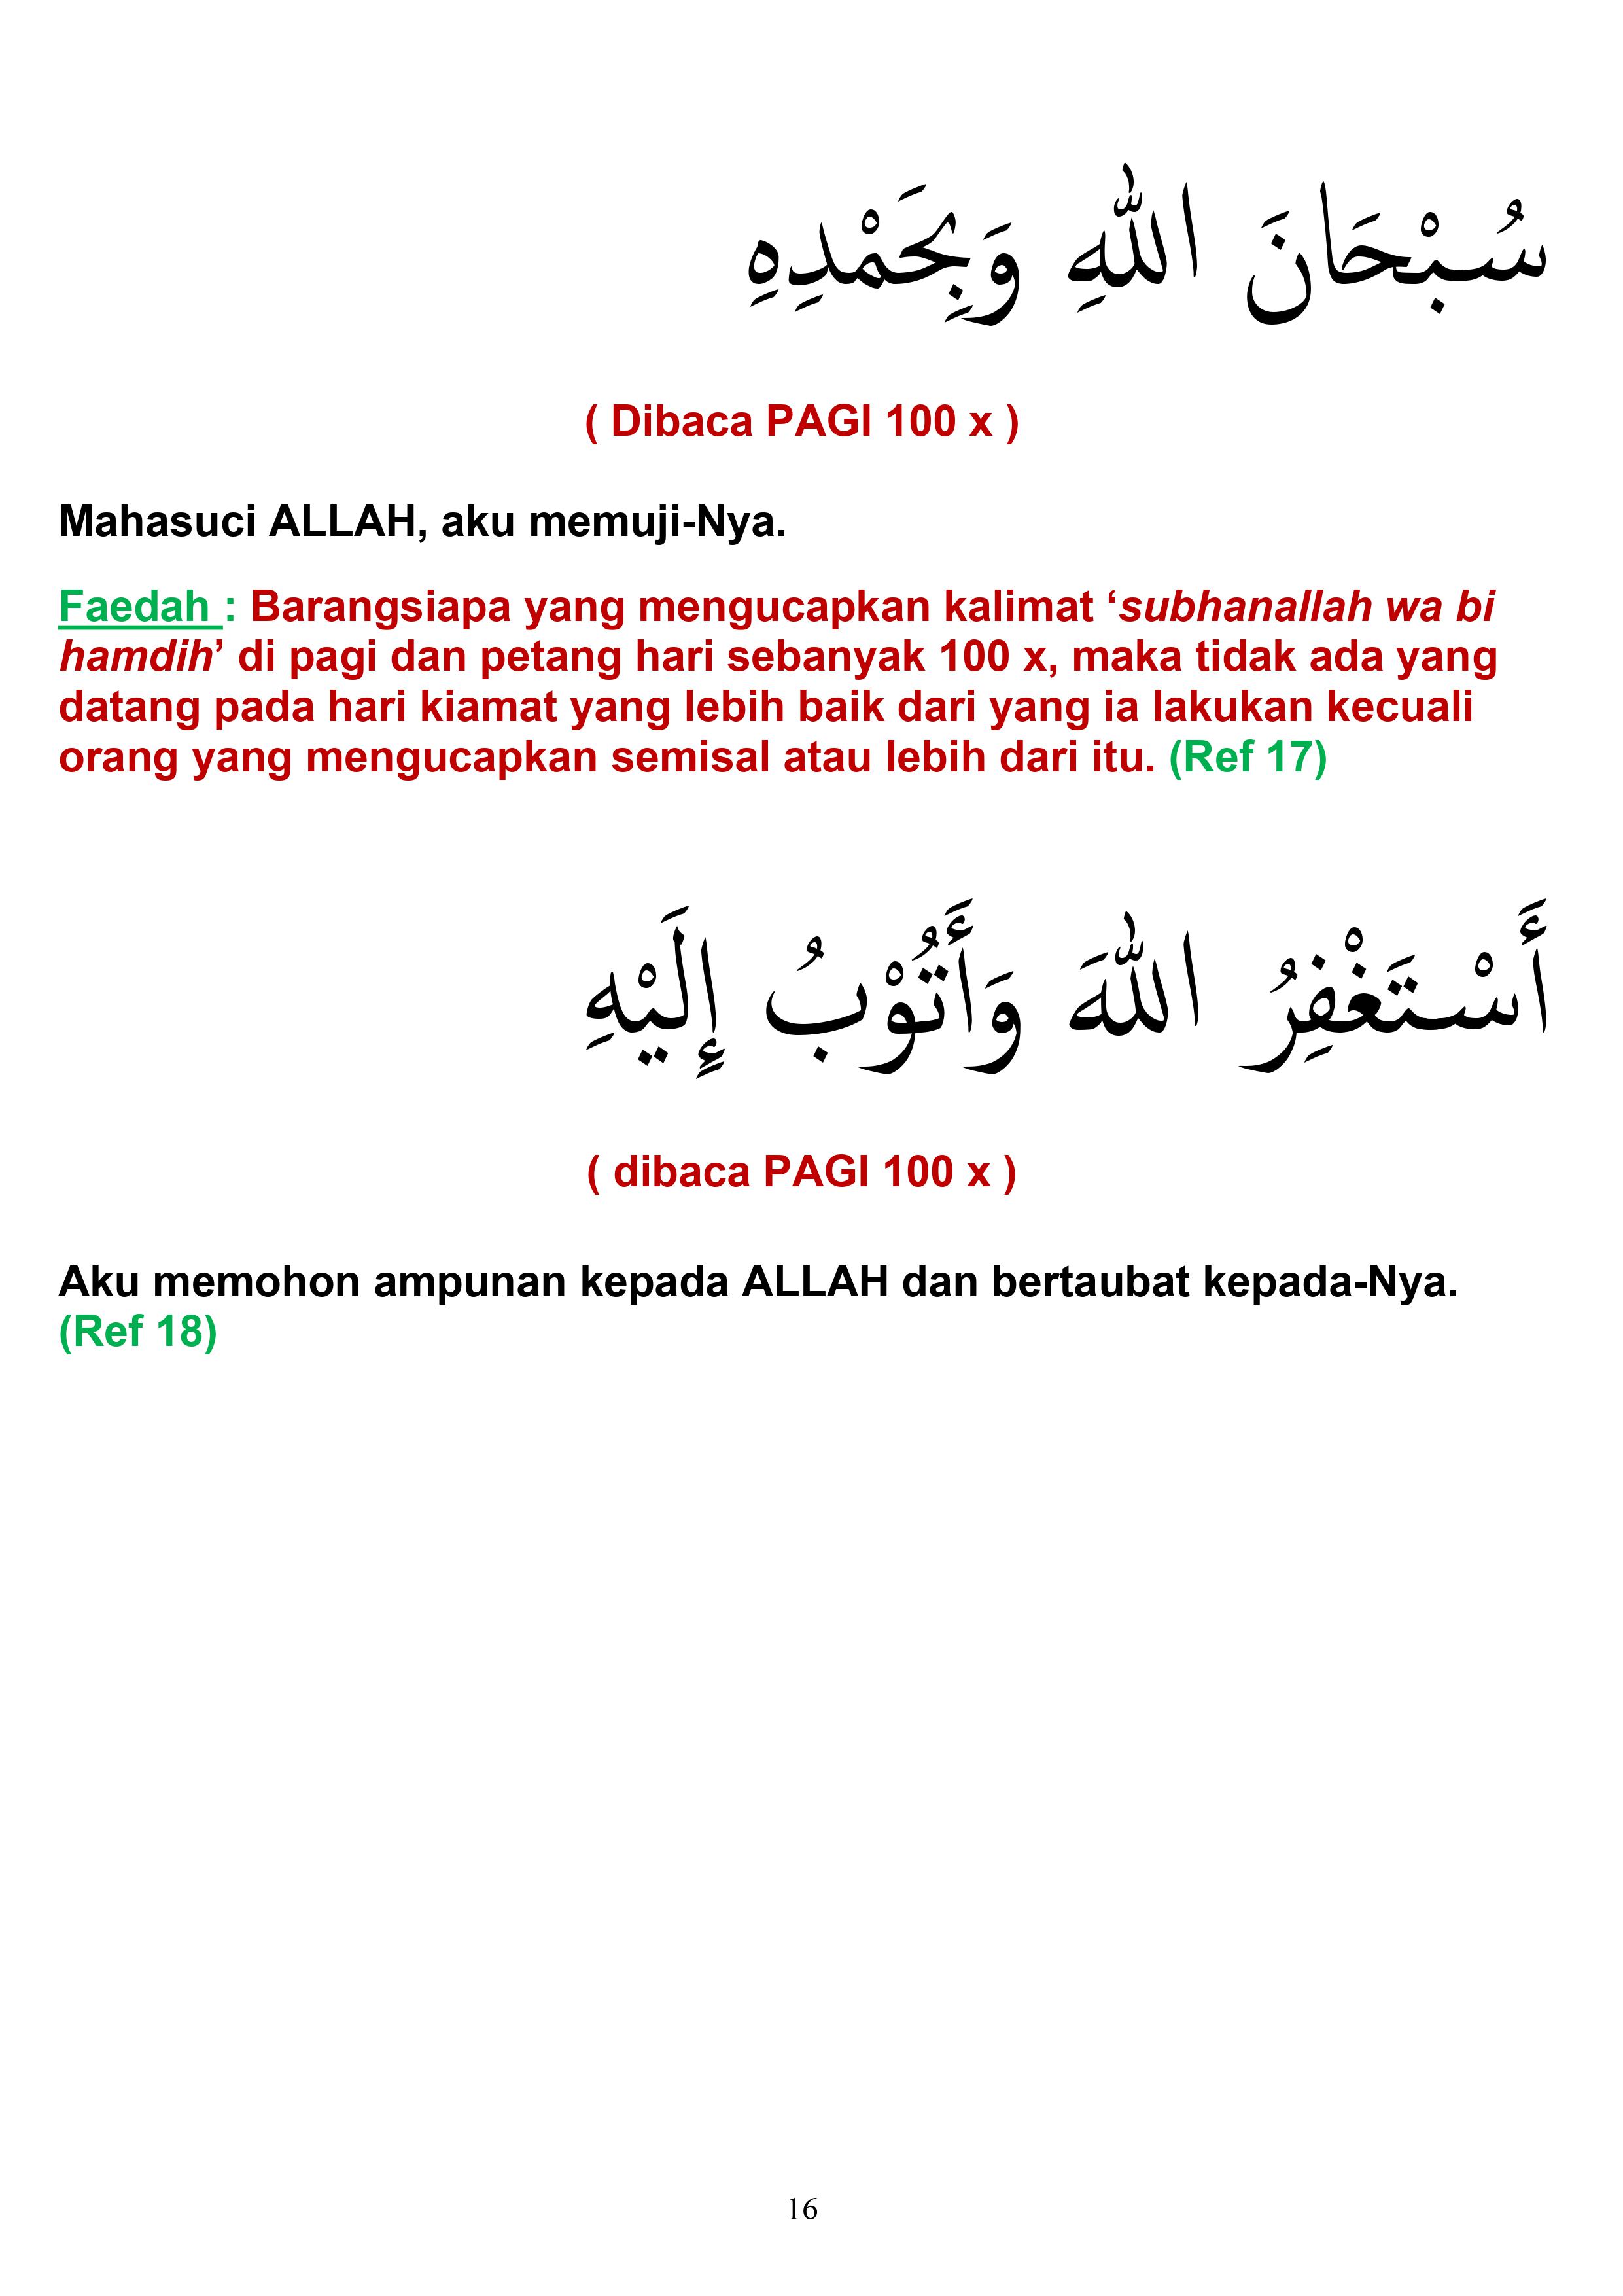 سُبْحَانَ اللّٰهِ وَبِحَمْدِهِ
( Dibaca PAGI 100 x )
Mahasuci ALLAH, aku memuji-Nya.
Faedah : Barangsiapa yang mengucapkan kalimat ‘subhanallah wa bi
hamdih’ di pagi dan petang hari sebanyak 100 x, maka tidak ada yang
datang pada hari kiamat yang lebih baik dari yang ia lakukan kecuali
orang yang mengucapkan semisal atau lebih dari itu. (Ref 17)
أَسْتَغْفِرُ اللّٰهَ وَأَتُوْبُ إِلَيْهِ
( dibaca PAGI 100 x )
Aku memohon ampunan kepada ALLAH dan bertaubat kepada-Nya.
(Ref 18)
16